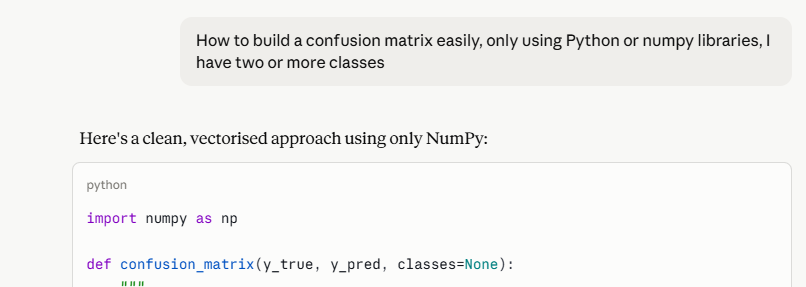 How to build a confusion matrix easily, only using Python or numpy libraries, I
have two or more classes
Here's a clean, vectorised approach using only NumPy:
python
import numpy as np
def confusion_matrix(y_true, y_pred, classes=None):
"""